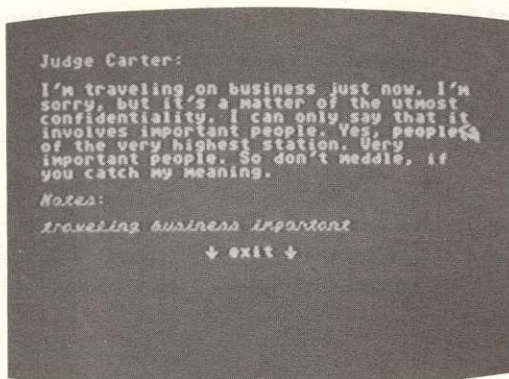 Judge Carter:
I'm traveling on business just now. I'm
sorry, but it's a matter of the utmost
confidentiality. I can only say that it
involves important people. Yes, people
of the very highest station. Very
important people. So don't meddle, if
you catch my meaning.
Notes:
traveling business important
↓ exit ↓